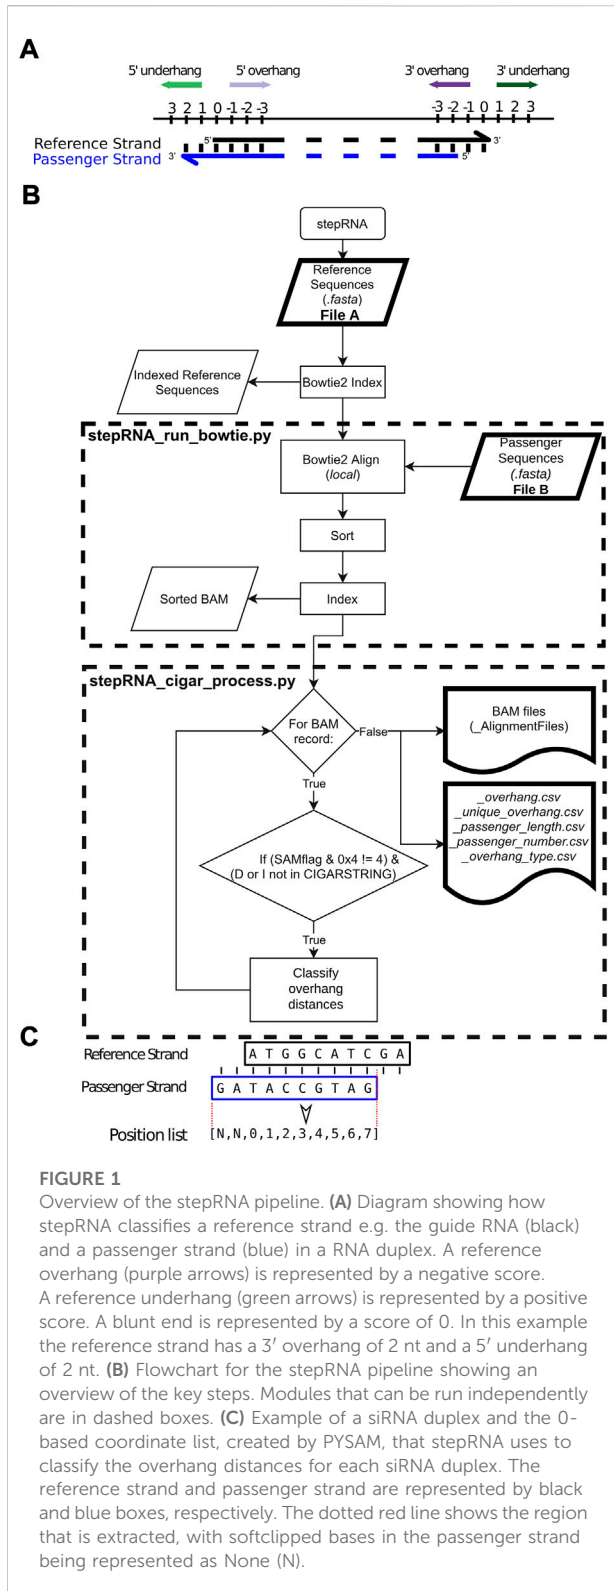 A
5' underhang 5' overhang 3' overhang 3' underhang
3 2 1 0 -1 -2 -3 -3 -2 -1 0 1 2 3
Reference Strand 5' 3'
Passenger Strand 3' 5'
B
stepRNA
Reference
Sequences
(.fasta)
File A
Indexed Reference
Sequences
Bowtie2 Index
stepRNA_run_bowtie.py
Bowtie2 Align
(local)
Passenger
Sequences
(.fasta)
File B
Sort
Sorted BAM
Index
stepRNA_cigar_process.py
For BAM
record:
False
BAM files
(_AlignmentFiles)
True
_overhang.csv
_unique_overhang.csv
_passenger_length.csv
_passenger_number.csv
_overhang_type.csv
If (SAMflag & 0x4 != 4) &
(D or I not in CIGARSTRING)
True
Classify
overhang
distances
C
Reference Strand A T G G C A T C G A
Passenger Strand G A T A C C G T A G
Position list [N,N,0,1,2,3,4,5,6,7]
FIGURE 1
Overview of the stepRNA pipeline. (A) Diagram showing how
stepRNA classifies a reference strand e.g. the guide RNA (black)
and a passenger strand (blue) in a RNA duplex. A reference
overhang (purple arrows) is represented by a negative score.
A reference underhang (green arrows) is represented by a positive
score. A blunt end is represented by a score of 0. In this example
the reference strand has a 3′ overhang of 2 nt and a 5′ underhang
of 2 nt. (B) Flowchart for the stepRNA pipeline showing an
overview of the key steps. Modules that can be run independently
are in dashed boxes. (C) Example of a siRNA duplex and the 0-
based coordinate list, created by PYSAM, that stepRNA uses to
classify the overhang distances for each siRNA duplex. The
reference strand and passenger strand are represented by black
and blue boxes, respectively. The dotted red line shows the region
that is extracted, with softclipped bases in the passenger strand
being represented as None (N).